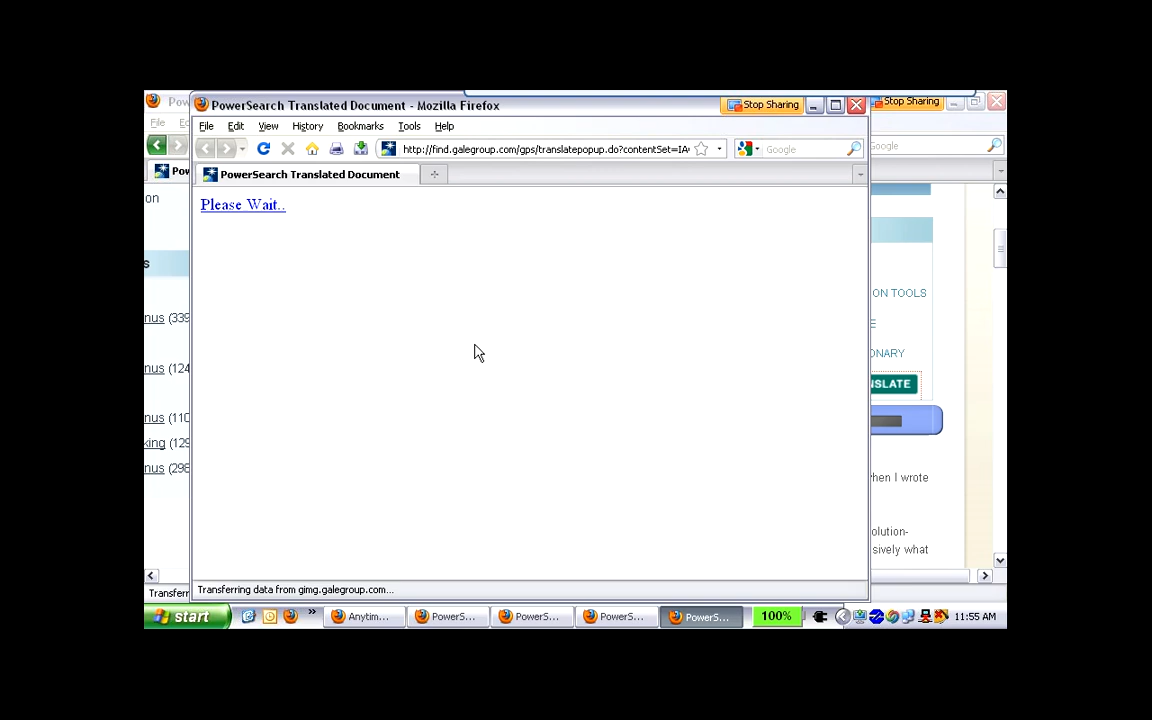 PowerSearch Translated Document - Mozilla Firefox
Stop Sharing
Stop Sharing
File Edit View History Bookmarks Tools Help
File
http://find.galegroup.com/gps/translatepopup.do?contentSet=IA
Google
Google
PowerSearch Translated Document
Please Wait..
on
s
nus (339
nus (124
nus (110
king (129
nus (298
ON TOOLS
E
ONARY
NSLATE
hen I wrote
olution-
sively what
Transferring data from gimg.galegroup.com...
Transferr
start
Anytim...
PowerS...
PowerS...
PowerS...
PowerS...
100%
11:55 AM